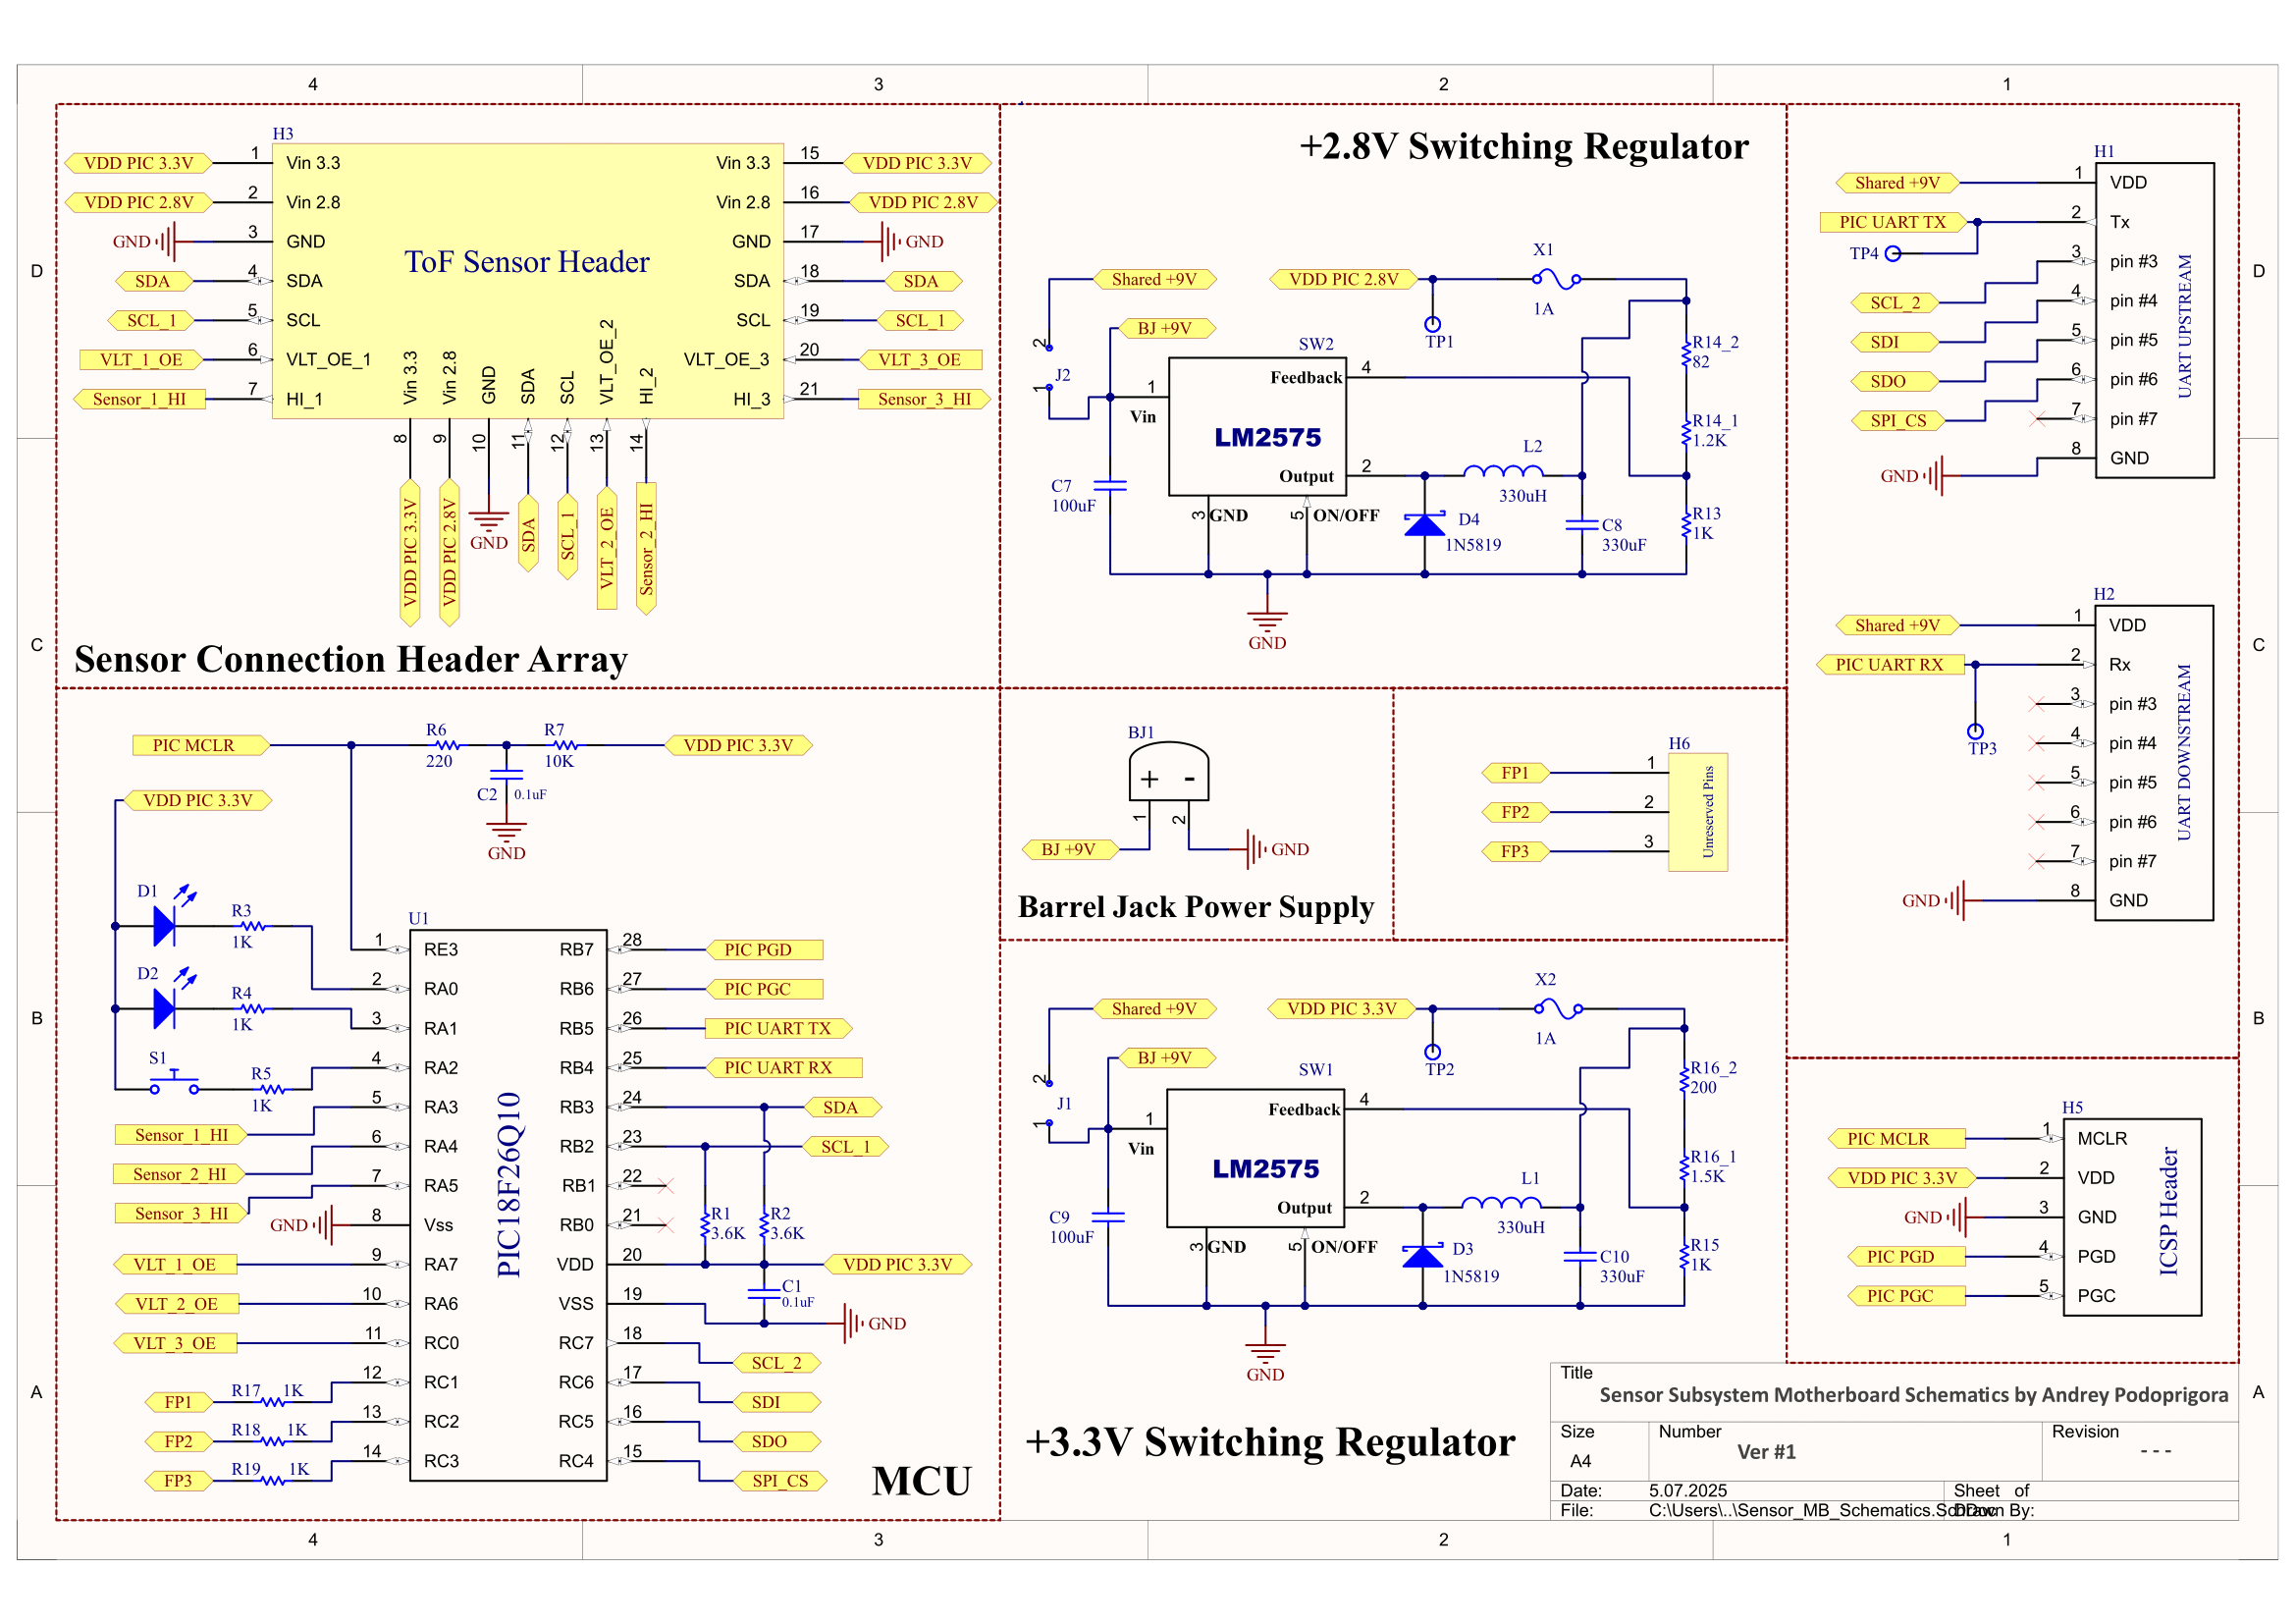 4 3 2 1
D
C
B
A
D
C
B
A
4 3 2 1
H3
ToF Sensor Header
VDD PIC 3.3V 1 Vin 3.3
VDD PIC 2.8V 2 Vin 2.8
GND 3 GND
SDA 4 SDA
SCL_1 5 SCL
VLT_1_OE 6 VLT_OE_1
Sensor_1_HI 7 HI_1
Vin 3.3 8 VDD PIC 3.3V
Vin 2.8 9 VDD PIC 2.8V
GND 10 GND
SDA 11 SDA
SCL 12 SCL_1
VLT_OE_2 13 VLT_2_OE
HI_2 14 Sensor_2_HI
Vin 3.3 15 VDD PIC 3.3V
Vin 2.8 16 VDD PIC 2.8V
GND 17 GND
SDA 18 SDA
SCL 19 SCL_1
VLT_OE_3 20 VLT_3_OE
HI_3 21 Sensor_3_HI
Sensor Connection Header Array
+2.8V Switching Regulator
Shared +9V
BJ +9V
VDD PIC 2.8V
TP1
X1
1A
2
1
J2
SW2
1 Vin
LM2575
Feedback 4
Output 2
3 GND
5 ON/OFF
C7
100uF
D4
1N5819
L2
330uH
C8
330uF
R14_2
82
R14_1
1.2K
R13
1K
GND
H1
UART UPSTREAM
Shared +9V 1 VDD
PIC UART TX 2 Tx
TP4
3 pin #3
SCL_2
4 pin #4
SDI
5 pin #5
SDO
6 pin #6
SPI_CS
7 pin #7
GND 8 GND
H2
UART DOWNSTREAM
Shared +9V 1 VDD
PIC UART RX 2 Rx
TP3
3 pin #3
4 pin #4
5 pin #5
6 pin #6
7 pin #7
GND 8 GND
PIC MCLR
R6
220
R7
10K
VDD PIC 3.3V
C2 0.1uF
GND
VDD PIC 3.3V
D1
R3
1K
D2
R4
1K
S1
R5
1K
U1
PIC18F26Q10
1 RE3
2 RA0
3 RA1
4 RA2
5 RA3
Sensor_1_HI
6 RA4
Sensor_2_HI
7 RA5
Sensor_3_HI
GND 8 Vss
VLT_1_OE 9 RA7
VLT_2_OE 10 RA6
VLT_3_OE 11 RC0
FP1 R17 1K 12 RC1
FP2 R18 1K 13 RC2
FP3 R19 1K 14 RC3
RB7 28 PIC PGD
RB6 27 PIC PGC
RB5 26 PIC UART TX
RB4 25 PIC UART RX
RB3 24 SDA
RB2 23 SCL_1
RB1 22
RB0 21
R1
3.6K
R2
3.6K
VDD 20 VDD PIC 3.3V
C1
0.1uF
VSS 19 GND
RC7 18 SCL_2
RC6 17 SDI
RC5 16 SDO
RC4 15 SPI_CS
MCU
BJ1
+ -
1 2
BJ +9V
GND
Barrel Jack Power Supply
H6
FP1 1
FP2 2
FP3 3
Unreserved Pins
Shared +9V
BJ +9V
VDD PIC 3.3V
TP2
X2
1A
2
1
J1
SW1
1 Vin
LM2575
Feedback 4
Output 2
3 GND
5 ON/OFF
C9
100uF
D3
1N5819
L1
330uH
C10
330uF
R16_2
200
R16_1
1.5K
R15
1K
GND
+3.3V Switching Regulator
H5
ICSP Header
PIC MCLR 1 MCLR
VDD PIC 3.3V 2 VDD
GND 3 GND
PIC PGD 4 PGD
PIC PGC 5 PGC
Title
Sensor Subsystem Motherboard Schematics by Andrey Podoprigora
Size Number Revision
A4 Ver #1 - - -
Date: 5.07.2025 Sheet of
File: C:\Users\..\Sensor_MB_Schematics.SchDoc Drawn By: